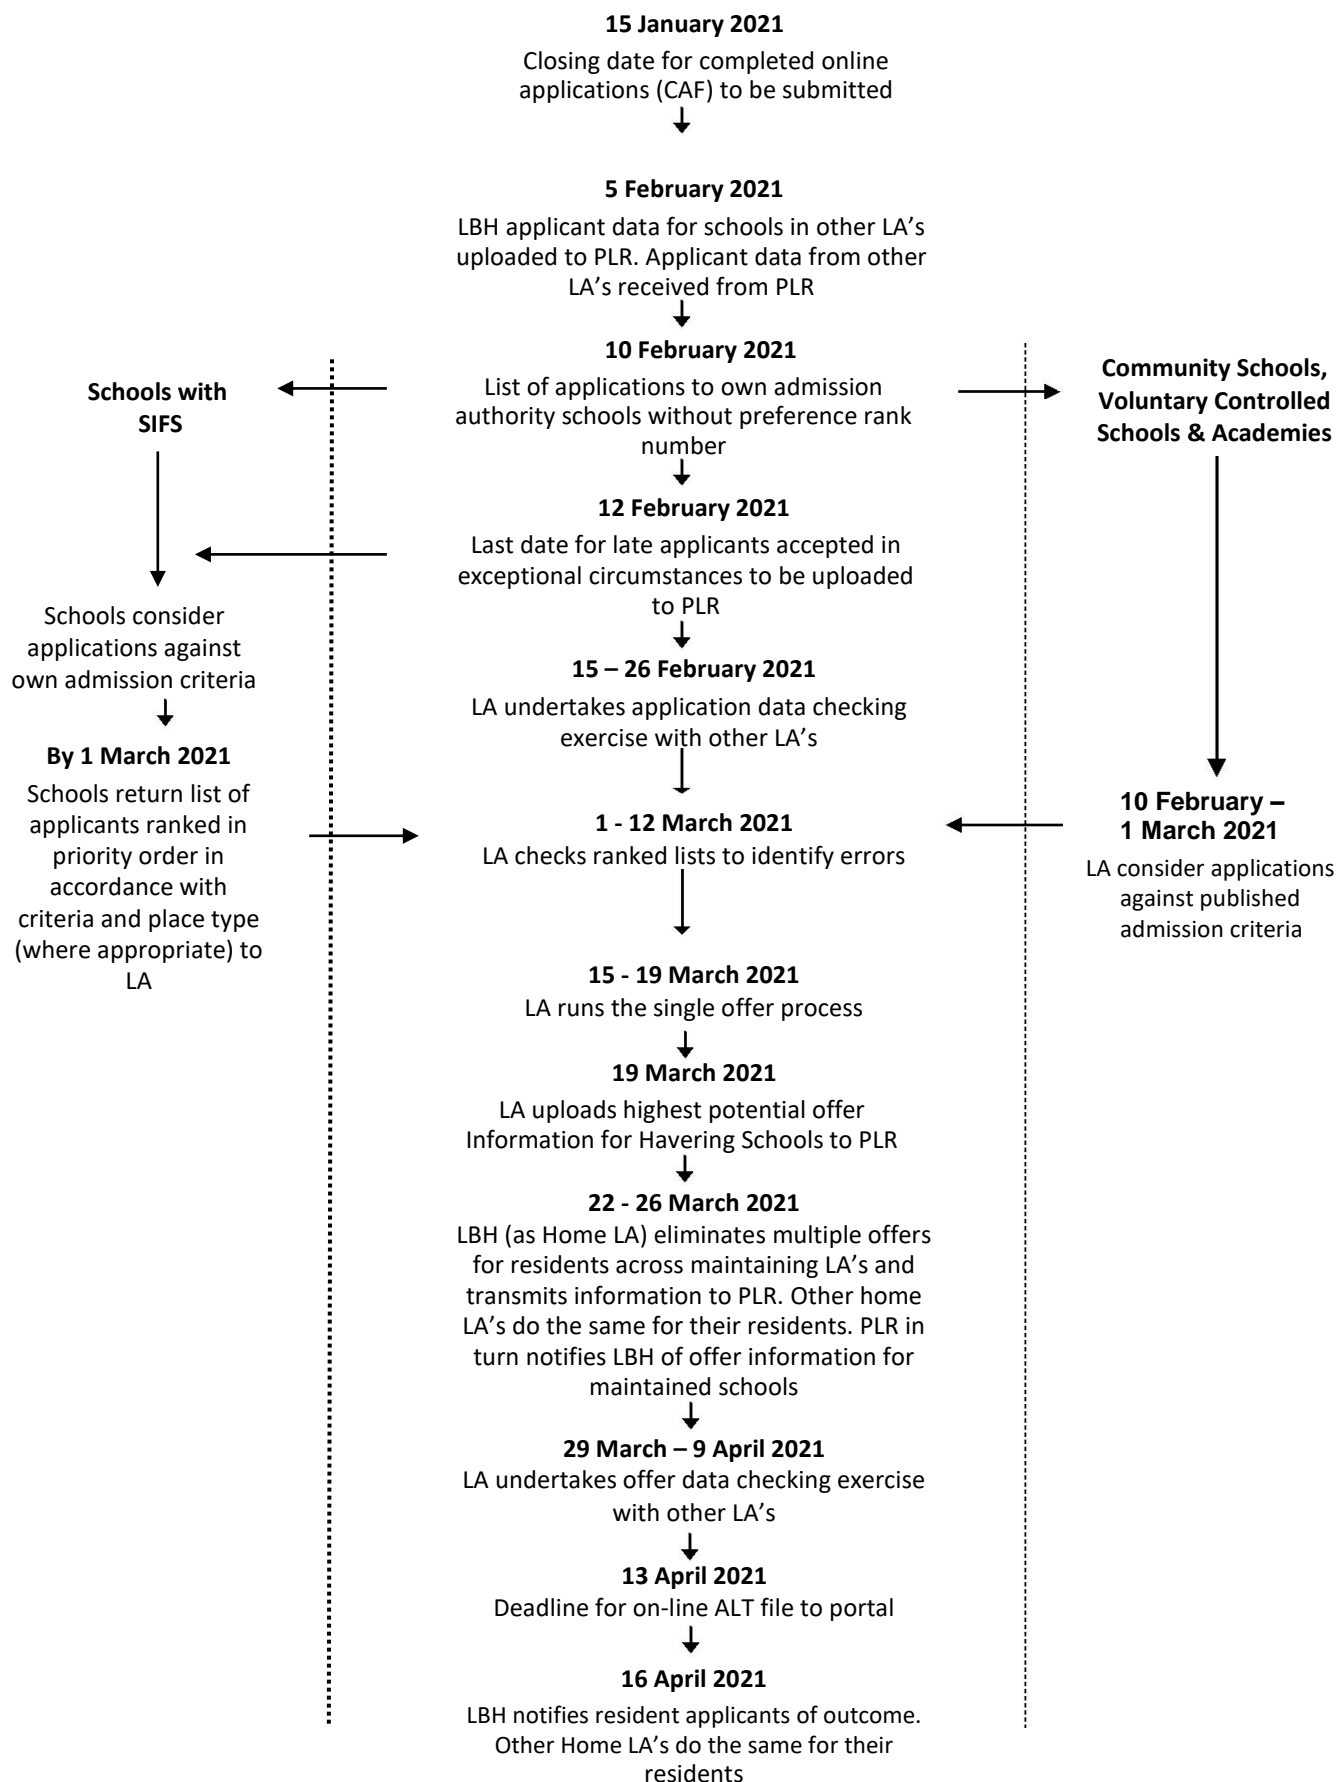 15 January 2021
Closing date for completed online
applications (CAF) to be submitted
5 February 2021
LBH applicant data for schools in other LA’s
uploaded to PLR. Applicant data from other
LA’s received from PLR
10 February 2021
List of applications to own admission
authority schools without preference rank
number
Schools with
SIFS
Community Schools,
Voluntary Controlled
Schools & Academies
12 February 2021
Last date for late applicants accepted in
exceptional circumstances to be uploaded
to PLR
Schools consider
applications against
own admission criteria
15 – 26 February 2021
LA undertakes application data checking
exercise with other LA’s
By 1 March 2021
Schools return list of
applicants ranked in
priority order in
accordance with
criteria and place type
(where appropriate) to
LA
1 - 12 March 2021
LA checks ranked lists to identify errors
10 February –
1 March 2021
LA consider applications
against published
admission criteria
15 - 19 March 2021
LA runs the single offer process
19 March 2021
LA uploads highest potential offer
Information for Havering Schools to PLR
22 - 26 March 2021
LBH (as Home LA) eliminates multiple offers
for residents across maintaining LA’s and
transmits information to PLR. Other home
LA’s do the same for their residents. PLR in
turn notifies LBH of offer information for
maintained schools
29 March – 9 April 2021
LA undertakes offer data checking exercise
with other LA’s
13 April 2021
Deadline for on-line ALT file to portal
16 April 2021
LBH notifies resident applicants of outcome.
Other Home LA’s do the same for their
residents